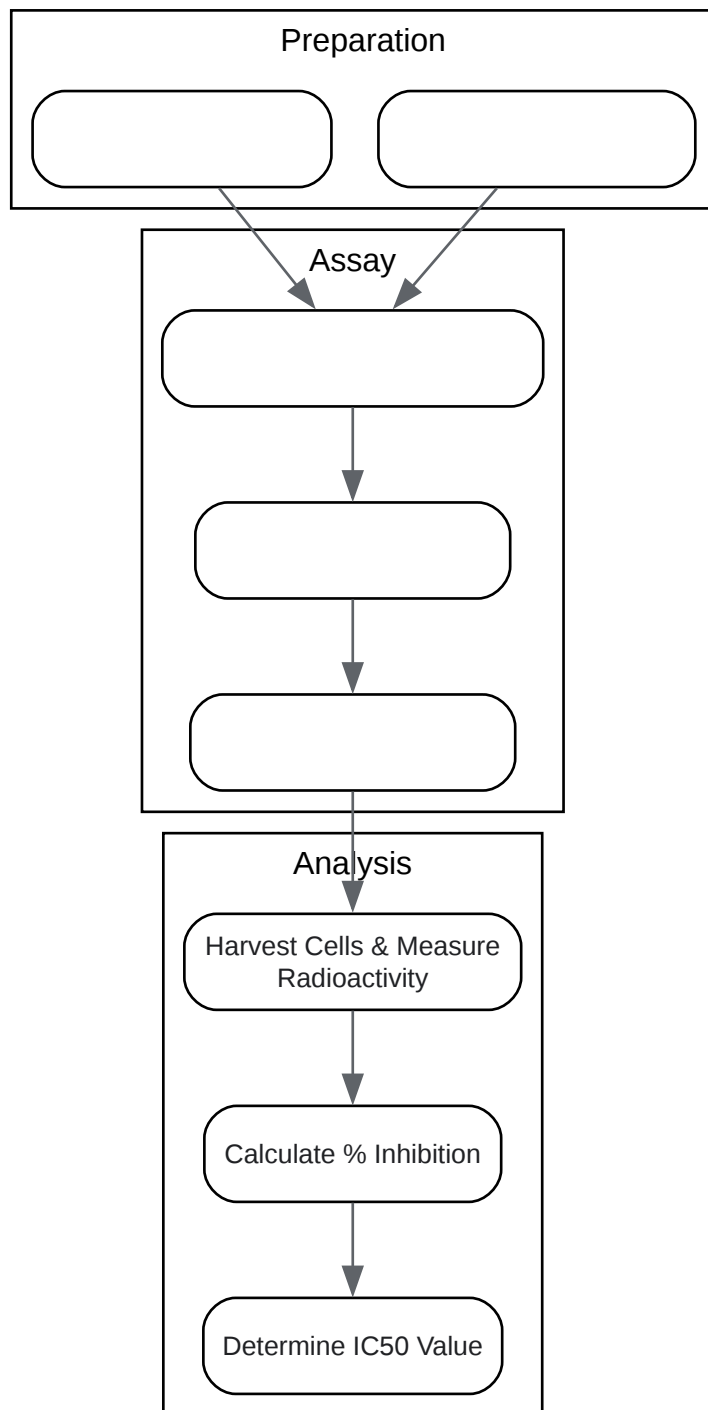 Preparation
Assay
Analysis
Harvest Cells & Measure
Radioactivity
Calculate % Inhibition
Determine IC50 Value